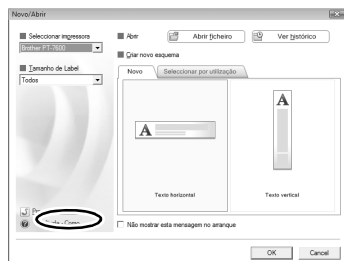 Novo/Abrir
Seleccionar impressora
Brother PT-7600
Tamanho de Label
Todos
Abrir
Abrir ficheiro
Ver histórico
Criar novo esquema
Novo
Seleccionar por utilização
A
A
Texto horizontal
Texto vertical
Como
Não mostrar esta mensagem no arranque
OK
Cancel